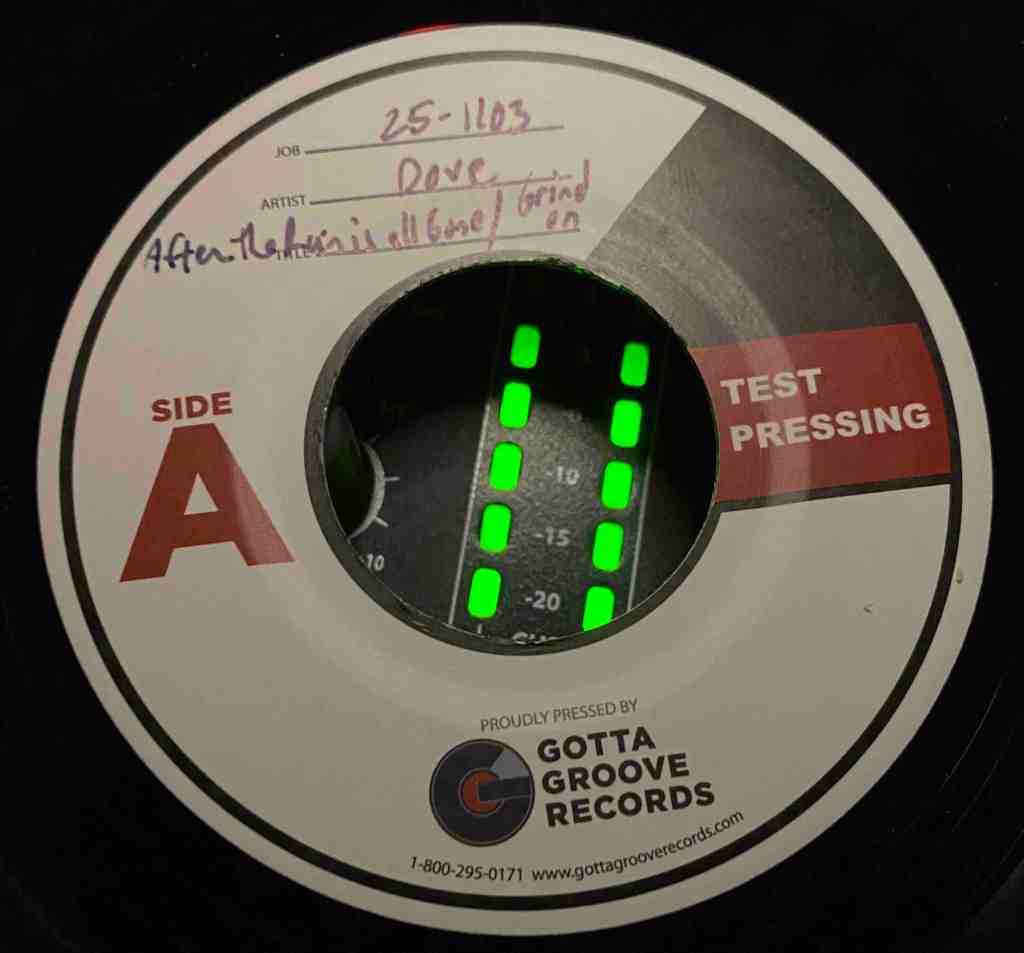 25-1103
JOB
Dove
ARTIST
Grind
After the is all Gone/ on
TITLE
SIDE
A
TEST
PRESSING
-10
-15
-20
10
PROUDLY PRESSED BY
GOTTA
GROOVE
RECORDS
1-800-295-0171 www.gottagrooverecords.com